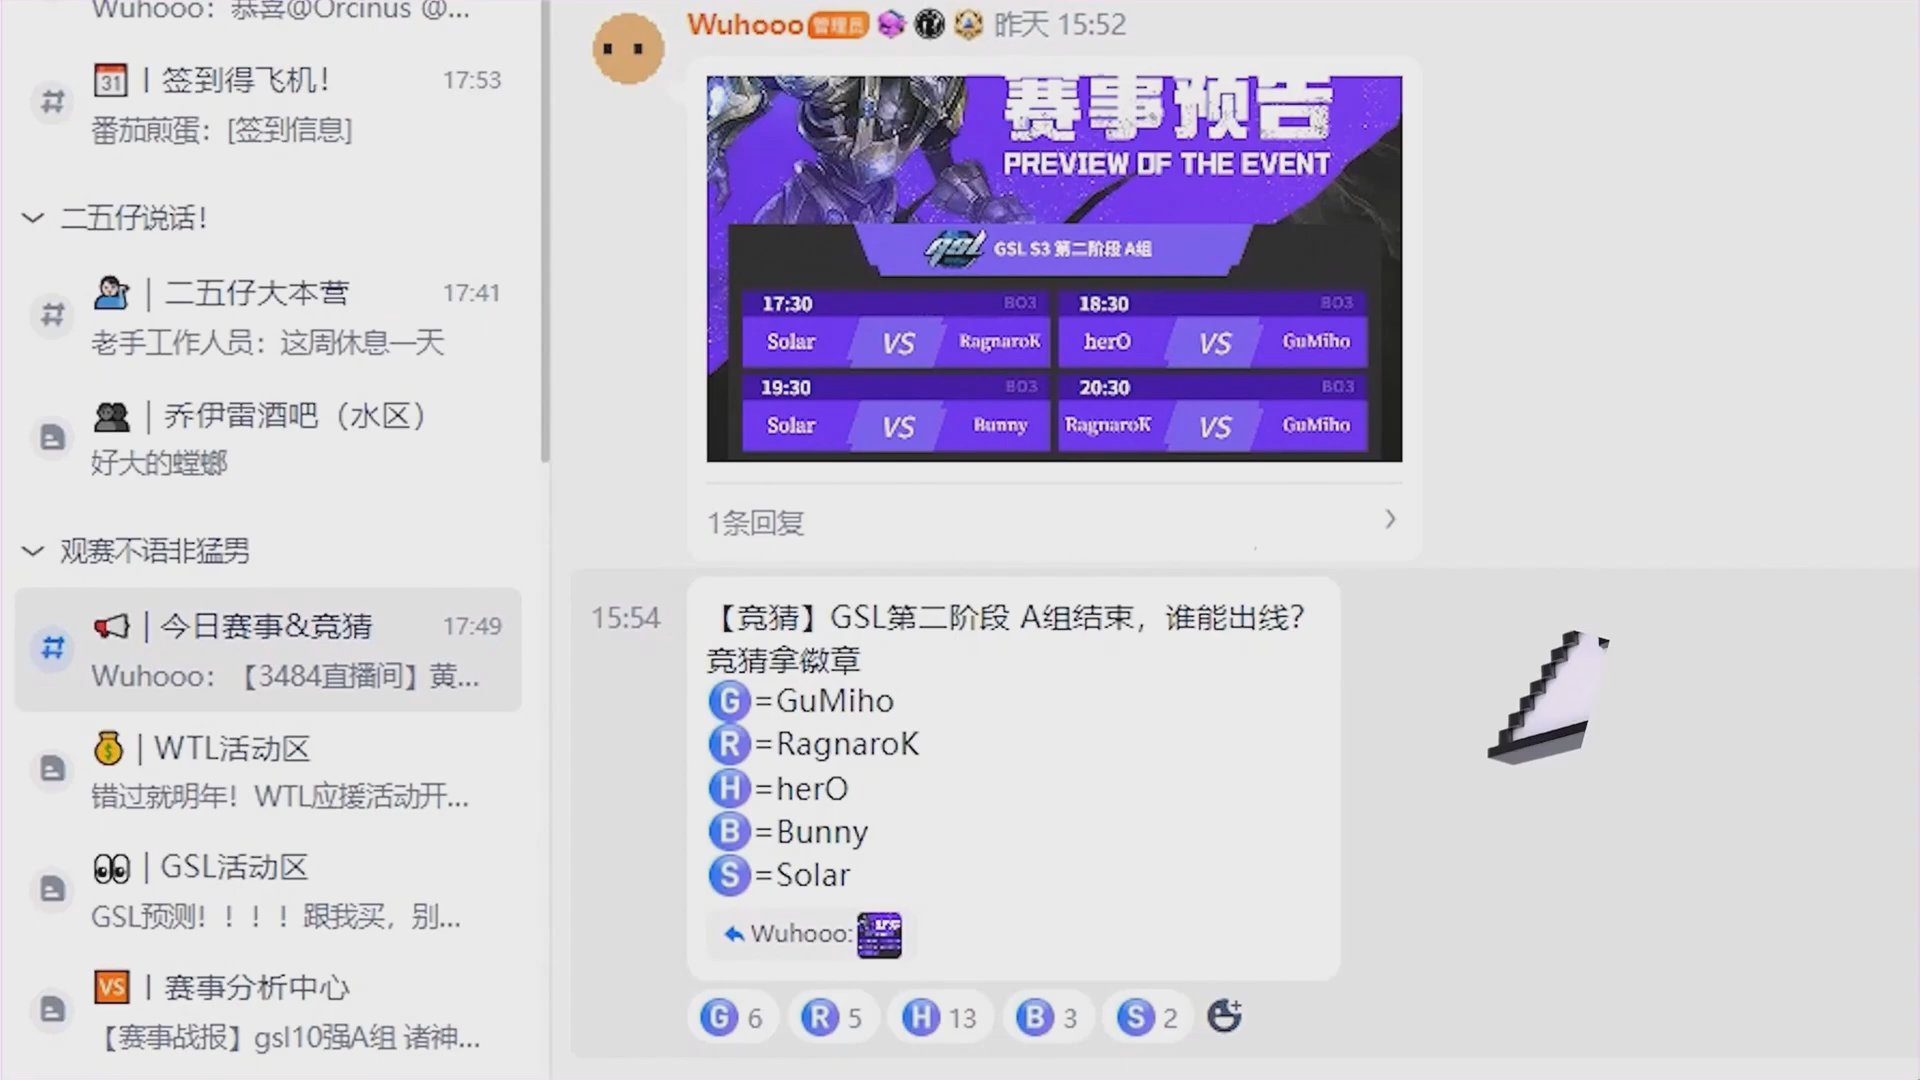 Wuhooo：恭喜@Orcinus @...
31 | 签到得飞机！ 17:53
番茄煎蛋：[签到信息]
二五仔说话！
| 二五仔大本营 17:41
老手工作人员：这周休息一天
| 乔伊雷酒吧（水区）
好大的螳螂
观赛不语非猛男
| 今日赛事&竞猜 17:49
Wuhooo：【3484直播间】黄...
| WTL活动区
错过就明年！WTL应援活动开...
| GSL活动区
GSL预测！！！！跟我买，别...
VS | 赛事分析中心
【赛事战报】gsl10强A组 诸神...
Wuhooo 管理员 昨天 15:52
赛事预告
PREVIEW OF THE EVENT
gsl GSL S3 第二阶段 A组
17:30 BO3
Solar VS RagnaroK
18:30 BO3
herO VS GuMiho
19:30 BO3
Solar VS Bunny
20:30 BO3
RagnaroK VS GuMiho
1条回复
15:54
【竞猜】GSL第二阶段 A组结束，谁能出线？
竞猜拿徽章
G=GuMiho
R=RagnaroK
H=herO
B=Bunny
S=Solar
Wuhooo:
G 6 R 5 H 13 B 3 S 2